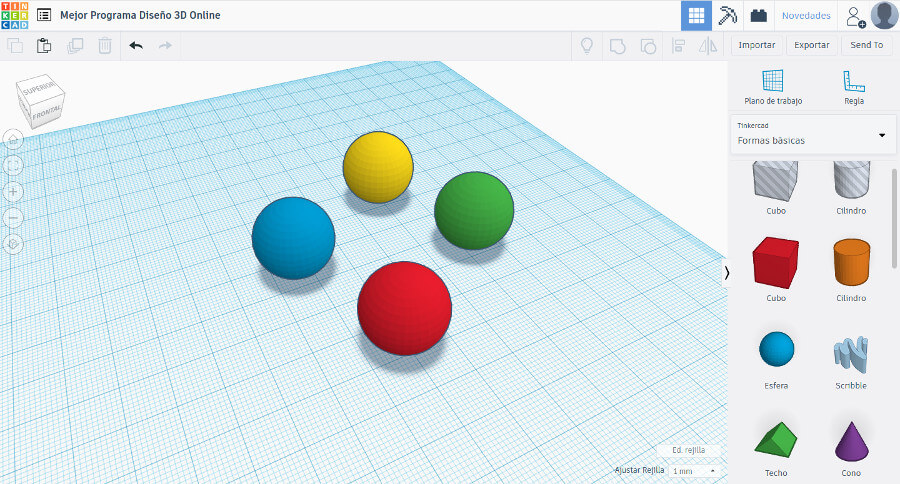 TIN
KER
CAD
Mejor Programa Diseño 3D Online
Novedades
Importar
Exportar
Send To
SUPERIOR
FRONTAL
Plano de trabajo
Regla
Tinkercad
Formas básicas
Cubo
Cilindro
Cubo
Cilindro
Esfera
Scribble
Techo
Cono
Ed. rejilla
Ajustar Rejilla
1 mm